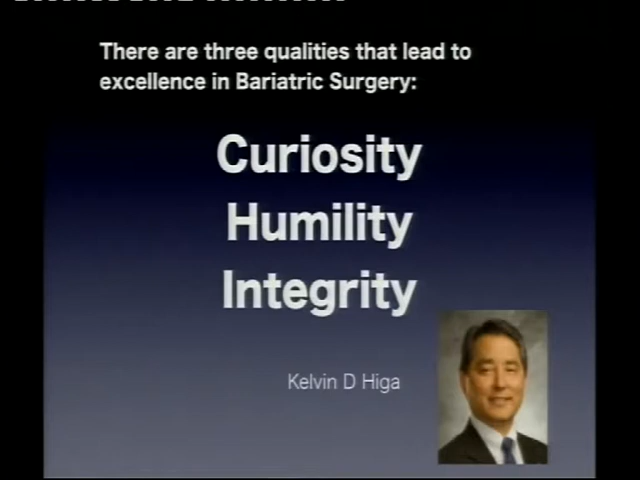 There are three qualities that lead to
excellence in Bariatric Surgery:
Curiosity
Humility
Integrity
Kelvin D Higa